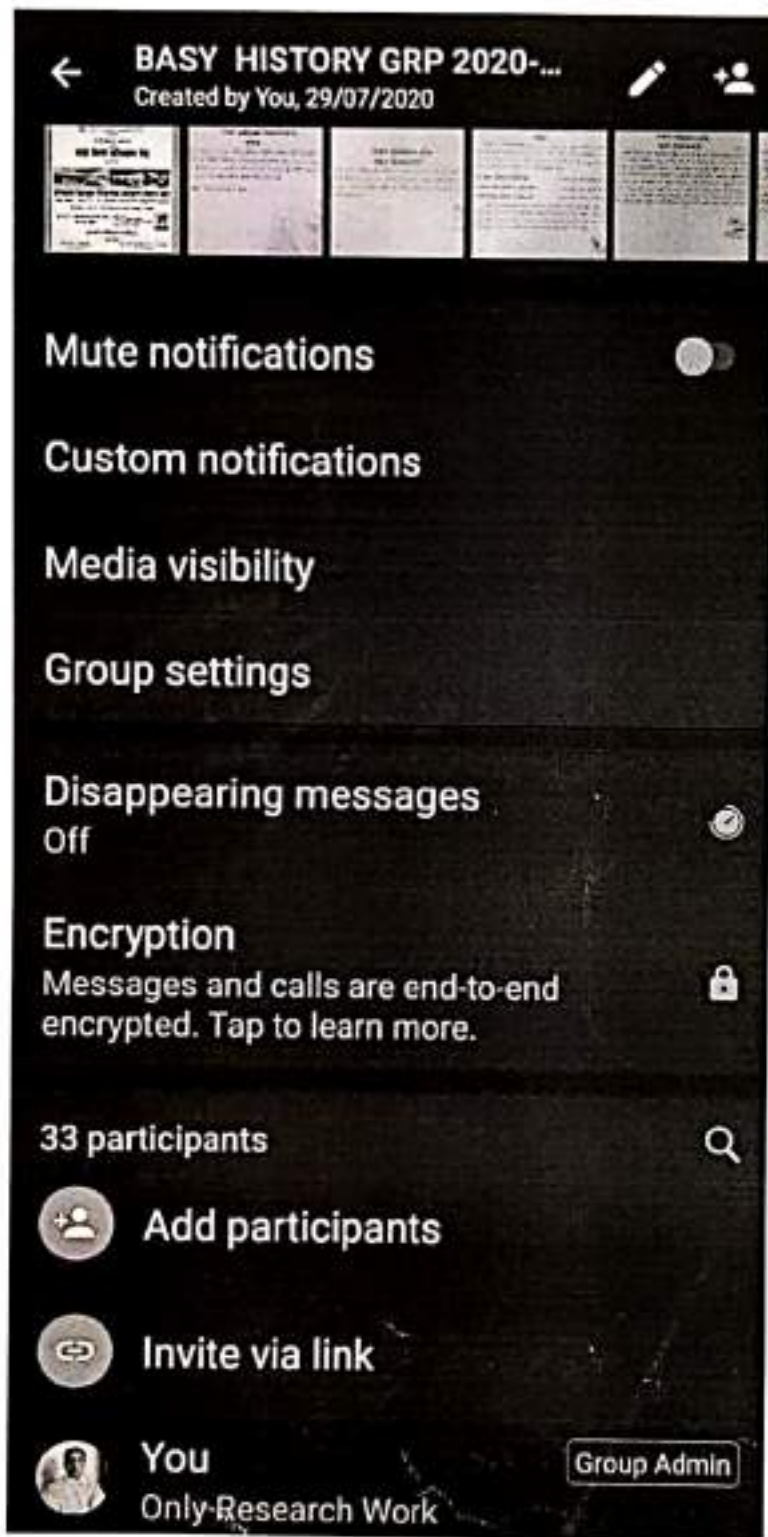 BASY HISTORY GRP 2020-...
Created by You, 29/07/2020
Mute notifications
Custom notifications
Media visibility
Group settings
Disappearing messages
Off
Encryption
Messages and calls are end-to-end
encrypted. Tap to learn more.
33 participants
Add participants
Invite via link
You
Group Admin
Only-Research Work